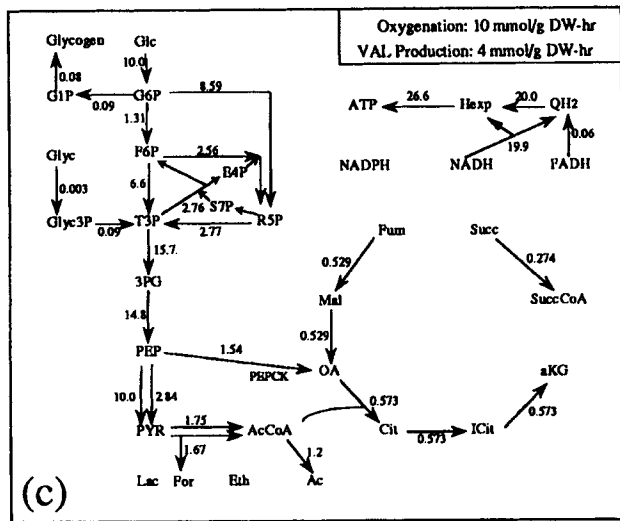 Oxygenation: 10 mmol/g DW-hr
VAL Production: 4 mmol/g DW-hr
Glycogen Glc
0.08 10.0 8.59
G1P 0.09 G6P
1.31
ATP 26.6 Hexp 20.0 QH2
19.9 0.06
NADPH NADH FADH
Glyc F6P 2.56
E4P
0.003 6.6 2.76 S7P
Glyc3P 0.09 T3P 2.77 R5P
15.7.
3PG
14.8
PEP 1.54 PEPCK OA
10.0 2.84
PYR 1.75 AcCoA
1.67 1.2
Lac For Eth Ac
Fum Succ
0.529 0.274
Mal SuccCoA
0.529
aKG
0.573 0.573
Cit 0.573 ICit
(c)